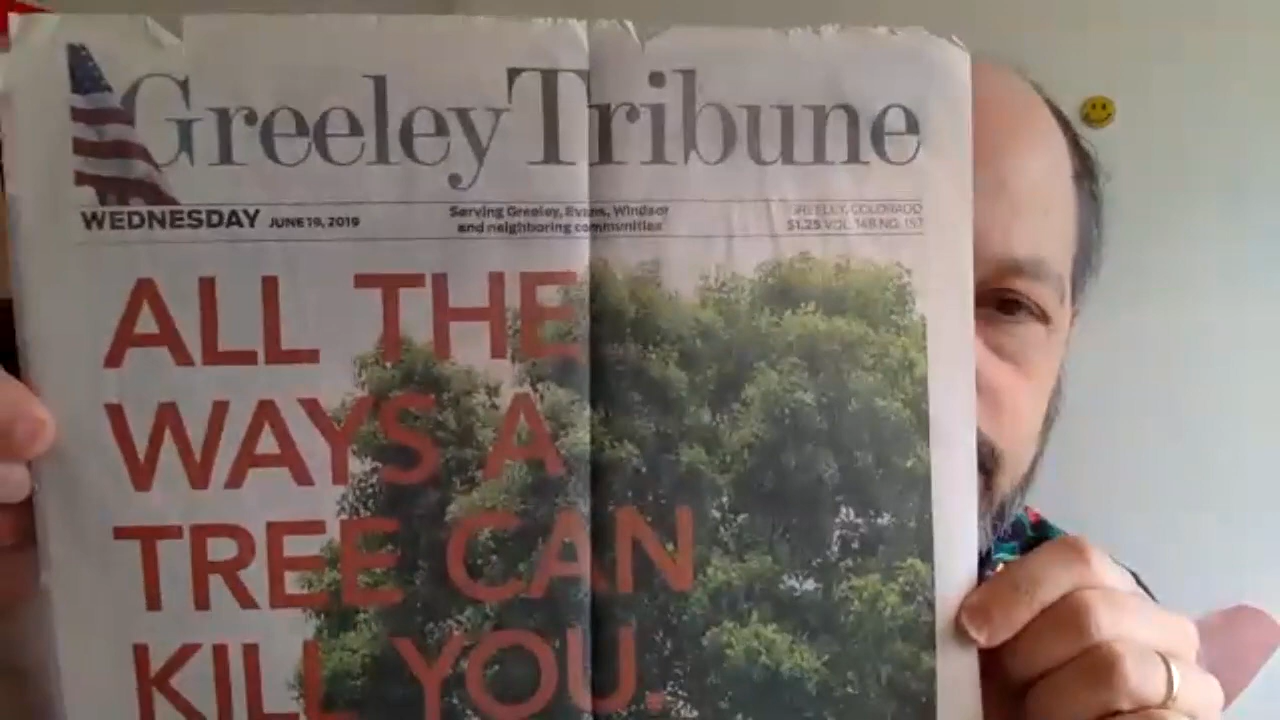 Greeley Tribune
WEDNESDAY JUNE 19, 2019
Serving Greeley, Evans, Windsor
and neighboring communities
GREELEY, COLORADO
$1.25 VOL. 148 NO. 157
ALL THE
WAYS A
TREE CAN
KILL YOU.